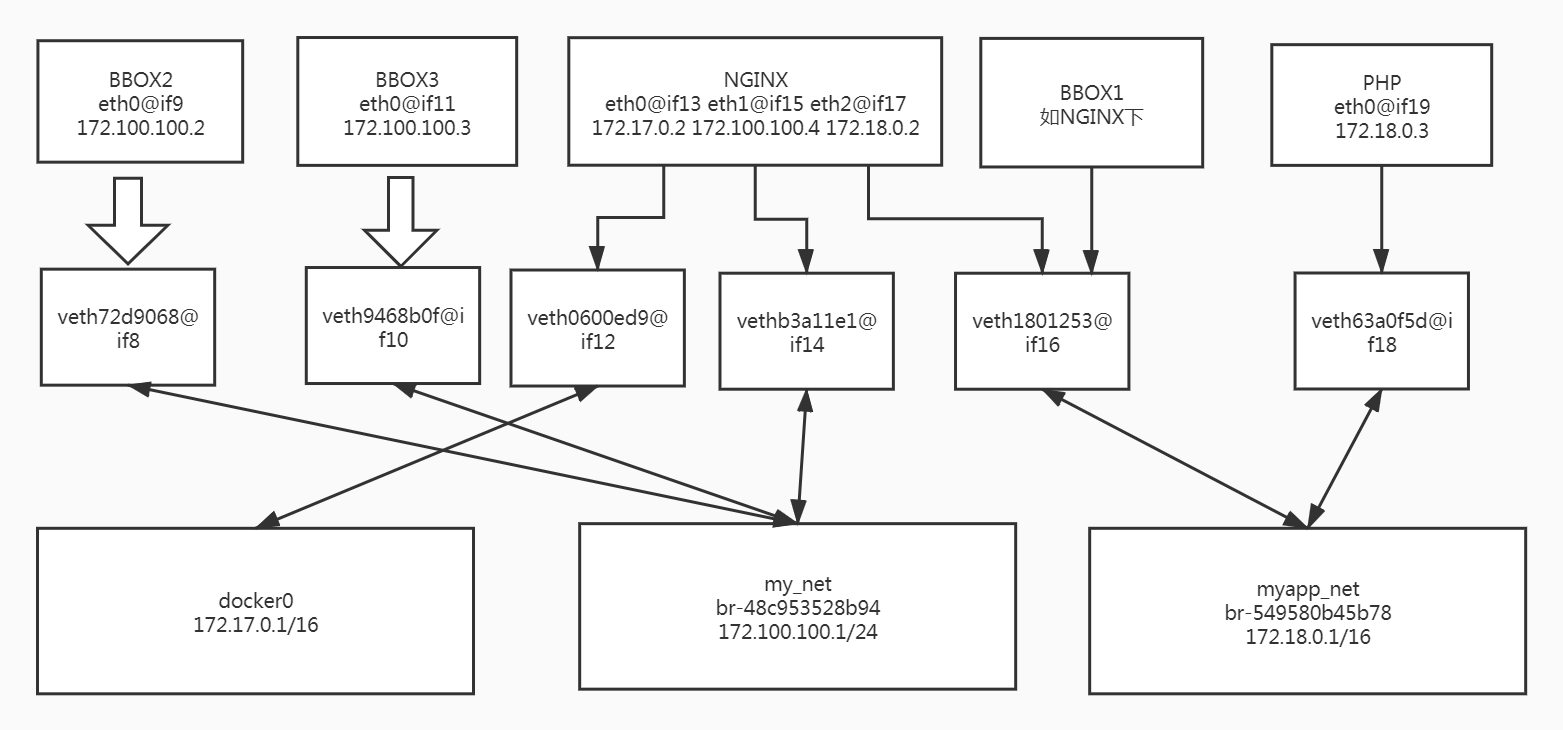 BBOX2
eth0@if9
172.100.100.2
BBOX3
eth0@if11
172.100.100.3
NGINX
eth0@if13 eth1@if15 eth2@if17
172.17.0.2 172.100.100.4 172.18.0.2
BBOX1
如NGINX下
PHP
eth0@if19
172.18.0.3
veth72d9068@
if8
veth9468b0f@i
f10
veth0600ed9@
if12
vethb3a11e1@
if14
veth1801253@
if16
veth63a0f5d@i
f18
docker0
172.17.0.1/16
my_net
br-48c953528b94
172.100.100.1/24
myapp_net
br-549580b45b78
172.18.0.1/16